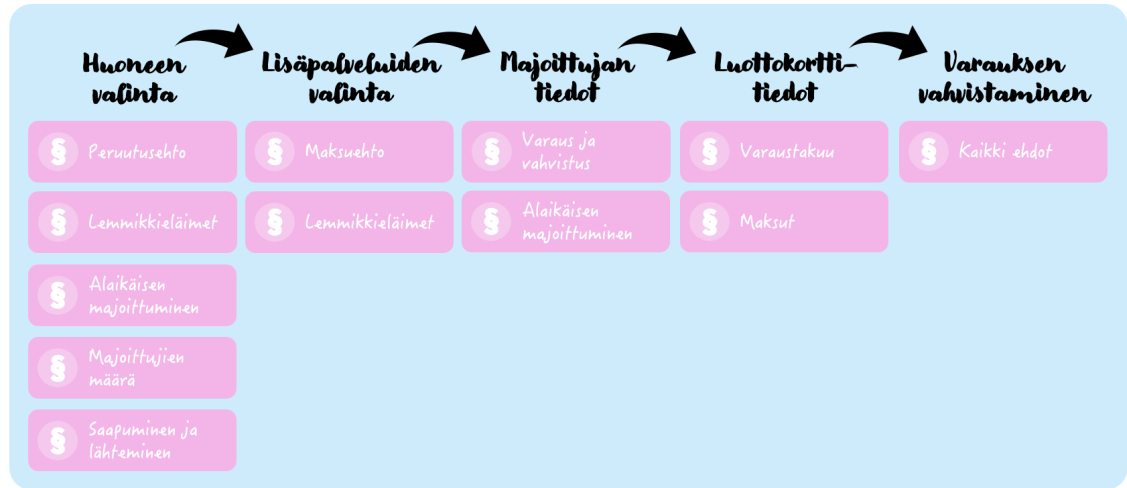 Huoneen
valinta
Lisäpalveluiden
valinta
Majoittujan
tiedot
Luottokortti-
tiedot
Varauksen
vahvistaminen
§ Peruutusehto
§ Lemmikkieläimet
§ Alaikäisen
majoittuminen
§ Majoittujien
määrä
§ Saapuminen ja
lähteminen
§ Maksuehto
§ Lemmikkieläimet
§ Varaus ja
vahvistus
§ Alaikäisen
majoittuminen
§ Varaustakuu
§ Maksut
§ Kaikki ehdot